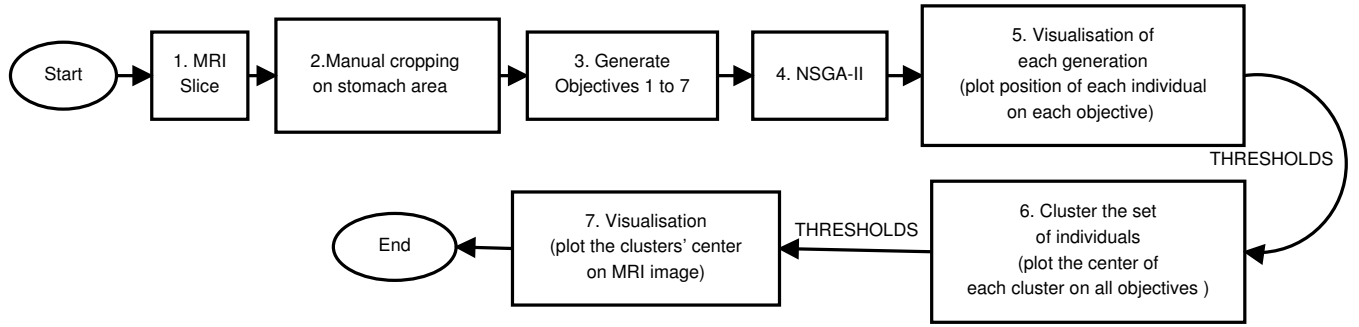 Start
1. MRI
Slice
2.Manual cropping
on stomach area
3. Generate
Objectives 1 to 7
4. NSGA-II
5. Visualisation of
each generation
(plot position of each individual
on each objective)
THRESHOLDS
6. Cluster the set
of individuals
(plot the center of
each cluster on all objectives )
THRESHOLDS
7. Visualisation
(plot the clusters' center
on MRI image)
End